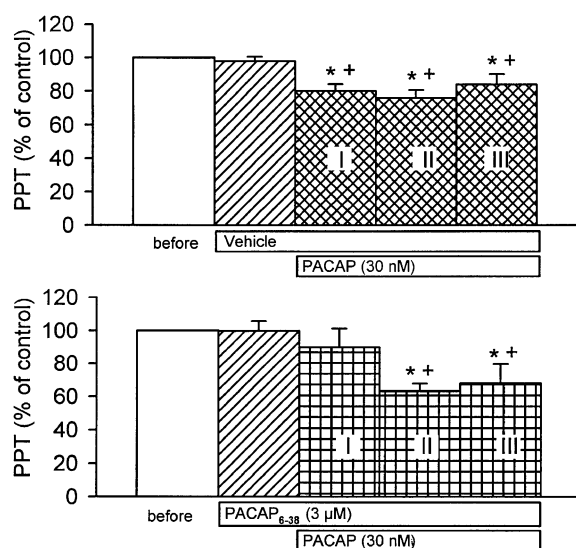 120
* + * + * +
100
80
60
40
20
0
PPT (% of control)
I II III
before
Vehicle
PACAP (30 nM)
120
100
80
60
40
20
0
PPT (% of control)
* + * +
I II III
before
PACAP6-38 (3 µM)
PACAP (30 nM)